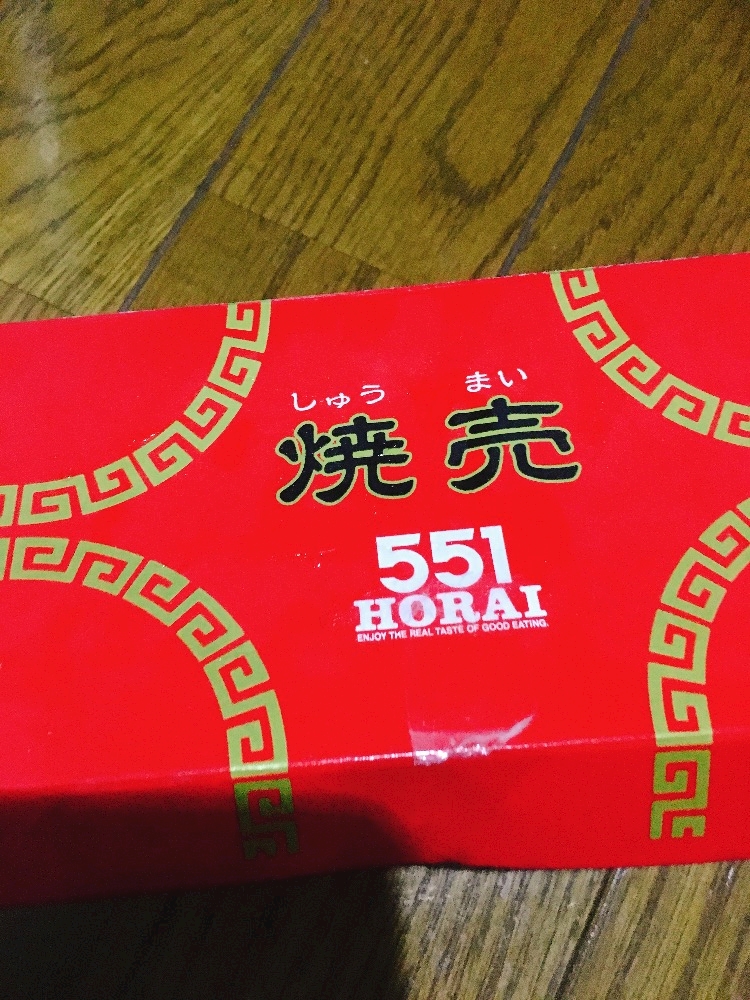 しゅう まい
焼売
551
HORAI
ENJOY THE REAL TASTE OF GOOD EATING.